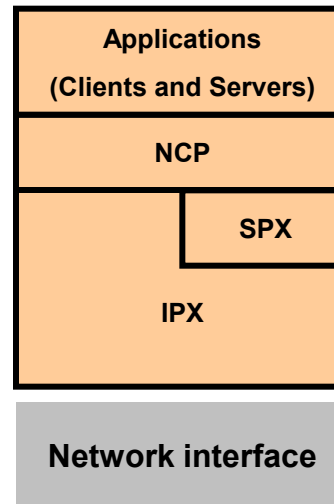 Applications
(Clients and Servers)
NCP
SPX
IPX
Network interface